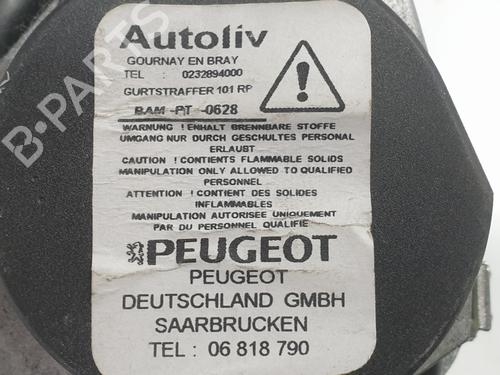 Autoliv
GOURNAY EN BRAY
TEL : 0232894000
GURTSTRAFFER 101 RP
BAM -PT -0628
WARNUNG ! ENHALT BRENNBARE STOFFE
UMGANG NUR DURCH GESCHULTES PERSONAL
ERLAUBT
CAUTION ! CONTIENTS FLAMMABLE SOLIDS
MANIPULATION ONLY ALLOWED TO QUALIFIED
PERSONNEL
ATTENTION ! CONTIENT DES SOLIDES
INFLAMMABLES
MANIPULATION AUTORISEE UNIQUEMENT
PAR DU PERSONNEL QUALIFIE
PEUGEOT
PEUGEOT
DEUTSCHLAND GMBH
SAARBRUCKEN
TEL : 06 818 790